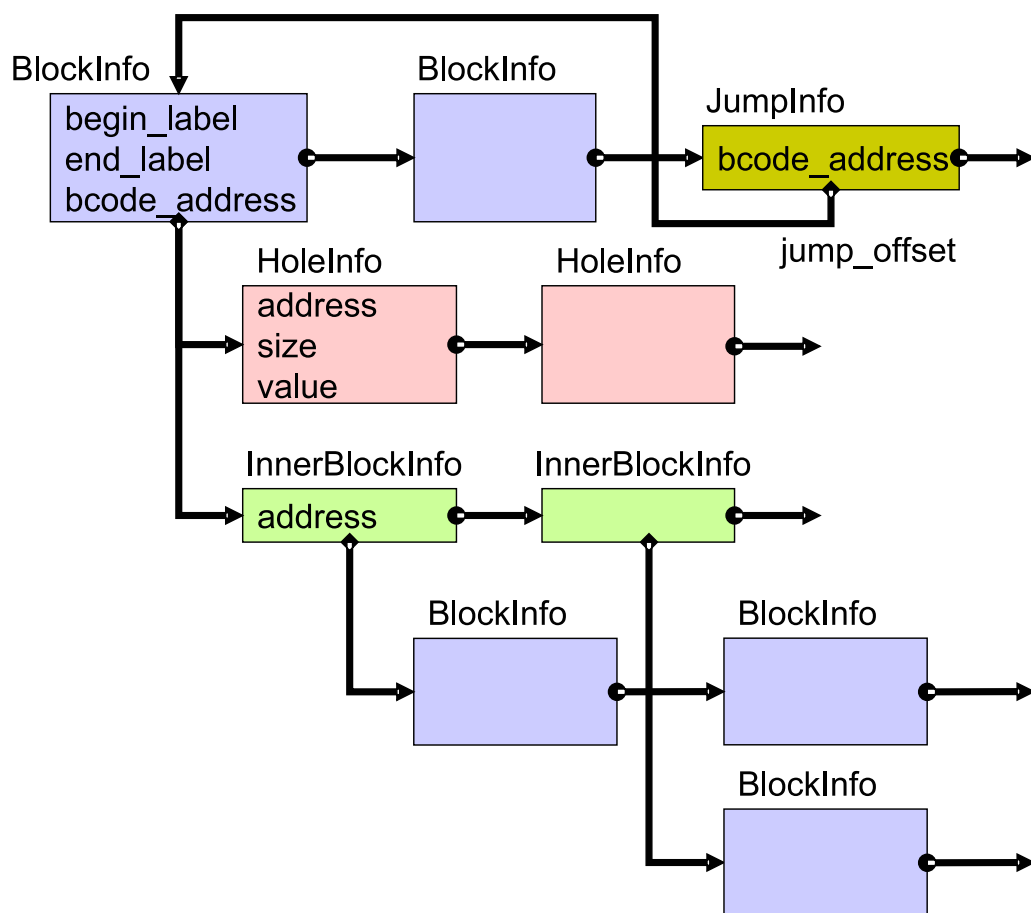 BlockInfo
BlockInfo
JumpInfo
begin_label
end_label
bcode_address
bcode_address
jump_offset
HoleInfo
HoleInfo
address
size
value
InnerBlockInfo
InnerBlockInfo
address
BlockInfo
BlockInfo
BlockInfo